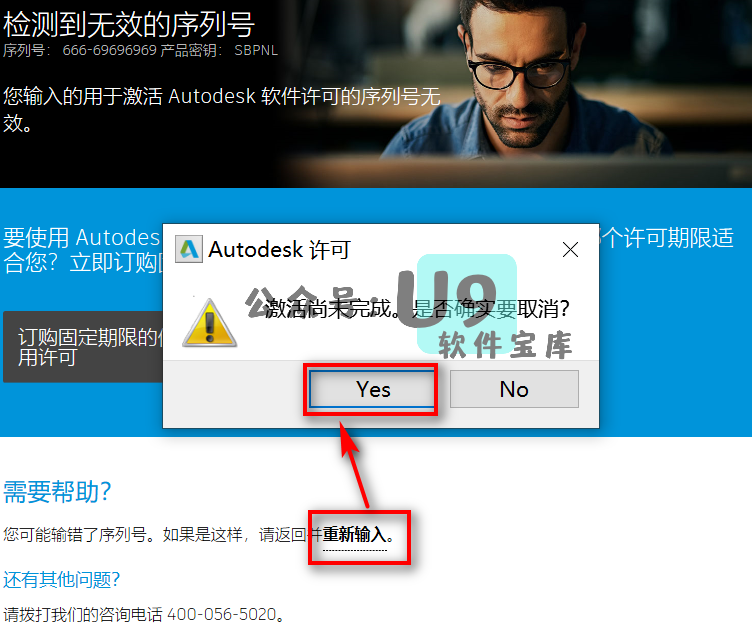 检测到无效的序列号
序列号： 666-69696969 产品密钥： SBPNL
您输入的用于激活 Autodesk 软件许可的序列号无
效。
要使用 Autodes
个许可期限适
合您？立即订购
Autodesk 许可
激活尚未完成。是否确实要取消?
公众号:U9
软件宝库
订购固定期限的
用许可
Yes
No
需要帮助?
您可能输错了序列号。如果是这样，请返回并重新输入。
还有其他问题?
请拨打我们的咨询电话 400-056-5020。